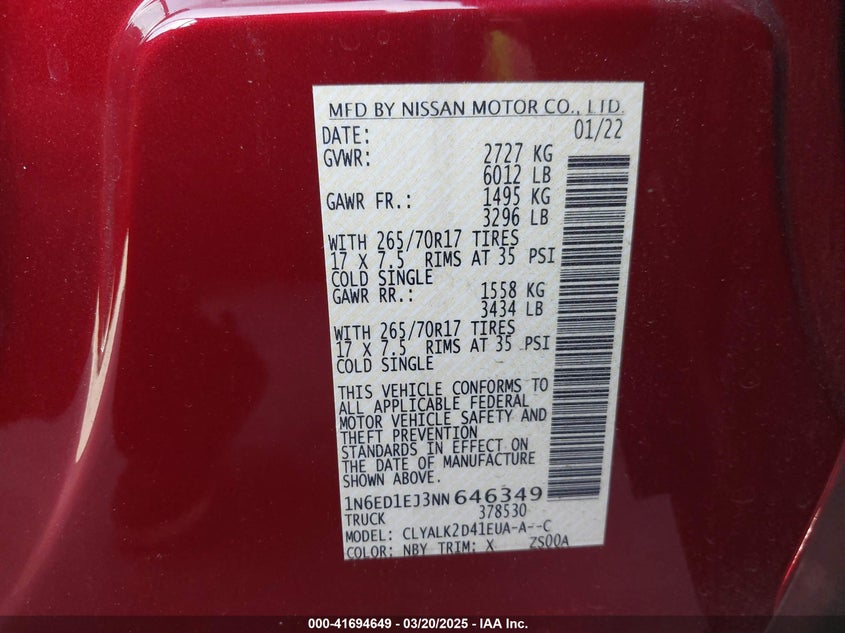 MFD BY NISSAN MOTOR CO., LTD.
DATE: 01/22
GVWR: 2727 KG
6012 LB
GAWR FR.: 1495 KG
3296 LB
WITH 265/70R17 TIRES
17 X 7.5 RIMS AT 35 PSI
COLD SINGLE
GAWR RR.: 1558 KG
3434 LB
WITH 265/70R17 TIRES
17 X 7.5 RIMS AT 35 PSI
COLD SINGLE
THIS VEHICLE CONFORMS TO
ALL APPLICABLE FEDERAL
MOTOR VEHICLE SAFETY AND
THEFT PREVENTION
STANDARDS IN EFFECT ON
THE DATE OF MANUFACTURE
SHOWN ABOVE.
1N6ED1EJ3NN646349
TRUCK 378530
MODEL: CLYALK2D41EUA-A--C
COLOR: NBY TRIM: X ZS00A
000-41694649 / 03/20/2025 - IAA Inc.